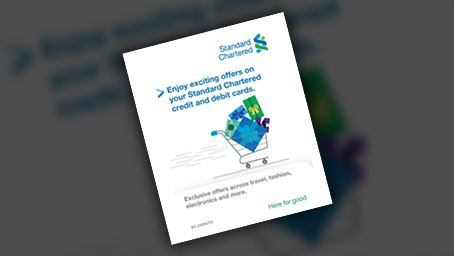 Standard
Chartered
Enjoy exciting offers on
your Standard Chartered
credit and debit cards.
Exclusive offers across travel, fashion,
electronics and more.
Here for good